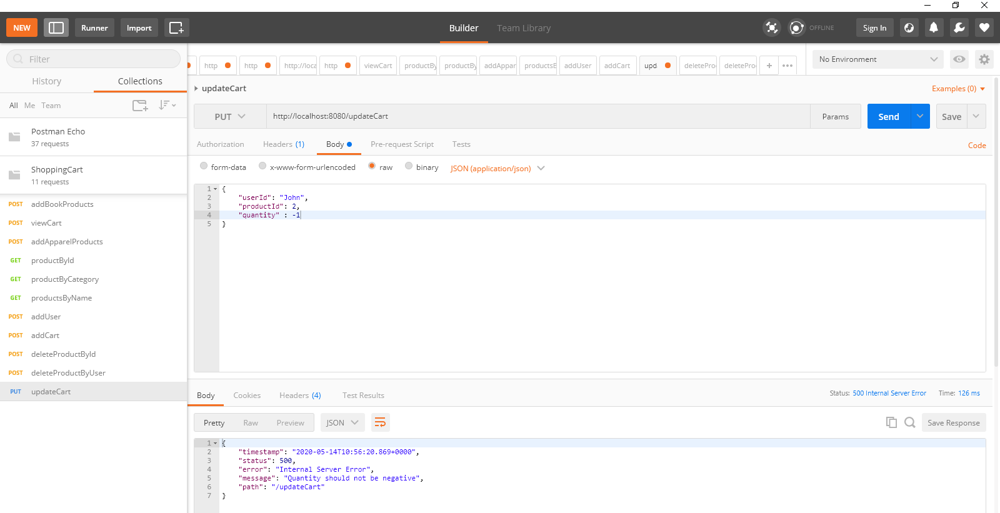 NEW
Runner
Import
Builder
Team Library
OFFLINE
Sign In
Filter
History
Collections
All Me Team
Postman Echo
37 requests
ShoppingCart
11 requests
POST addBookProducts
POST viewCart
POST addApparelProducts
GET productById
GET productByCategory
GET productsByName
POST addUser
POST addCart
POST deleteProductById
POST deleteProductByUser
PUT updateCart
http
http
http://loca
http
viewCart
productBy
productBy
addAppar
productsB
addUser
addCart
upd
deletePro
deletePro
+
No Environment
updateCart
Examples (0)
PUT
http://localhost:8080/updateCart
Params
Send
Save
Authorization
Headers (1)
Body
Pre-request Script
Tests
Code
form-data
x-www-form-urlencoded
raw
binary
JSON (application/json)
1 {
2 "userId": "John",
3 "productId": 2,
4 "quantity" : -1
5 }
Body
Cookies
Headers (4)
Test Results
Status: 500 Internal Server Error
Time: 126 ms
Pretty
Raw
Preview
JSON
Save Response
1 {
2 "timestamp": "2020-05-14T10:56:20.869+0000",
3 "status": 500,
4 "error": "Internal Server Error",
5 "message": "Quantity should not be negative",
6 "path": "/updateCart"
7 }